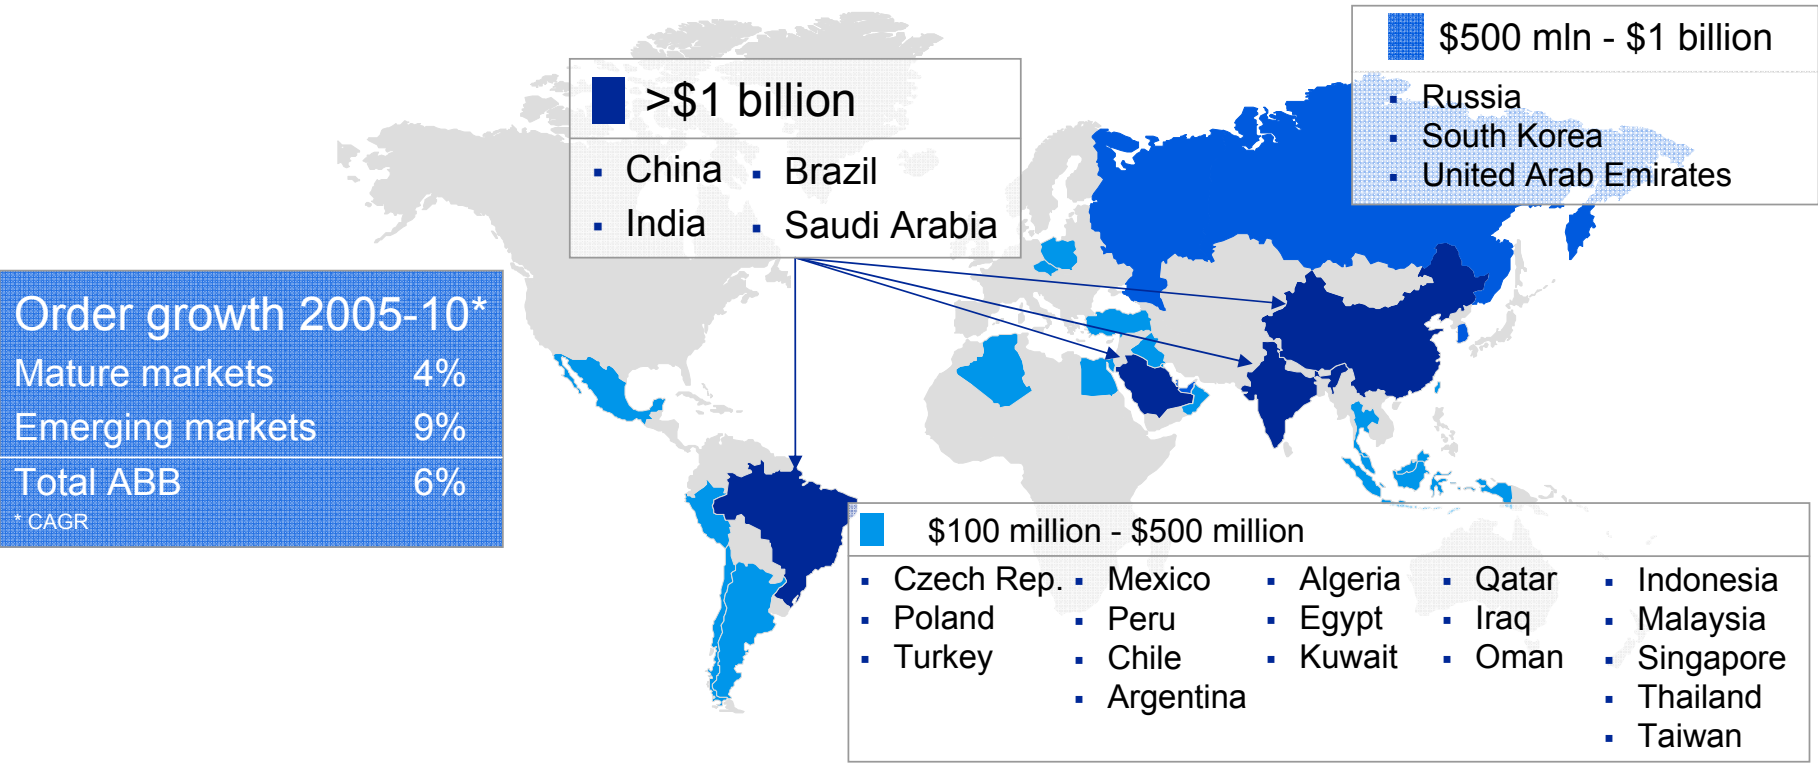 $500 mln - $1 billion
▪ Russia
▪ South Korea
▪ United Arab Emirates
>$1 billion
▪ China ▪ Brazil
▪ India ▪ Saudi Arabia
Order growth 2005-10*
Mature markets 4%
Emerging markets 9%
Total ABB 6%
* CAGR
$100 million - $500 million
▪ Czech Rep. ▪ Mexico ▪ Algeria ▪ Qatar ▪ Indonesia
▪ Poland ▪ Peru ▪ Egypt ▪ Iraq ▪ Malaysia
▪ Turkey ▪ Chile ▪ Kuwait ▪ Oman ▪ Singapore
▪ Argentina ▪ Thailand
▪ Taiwan